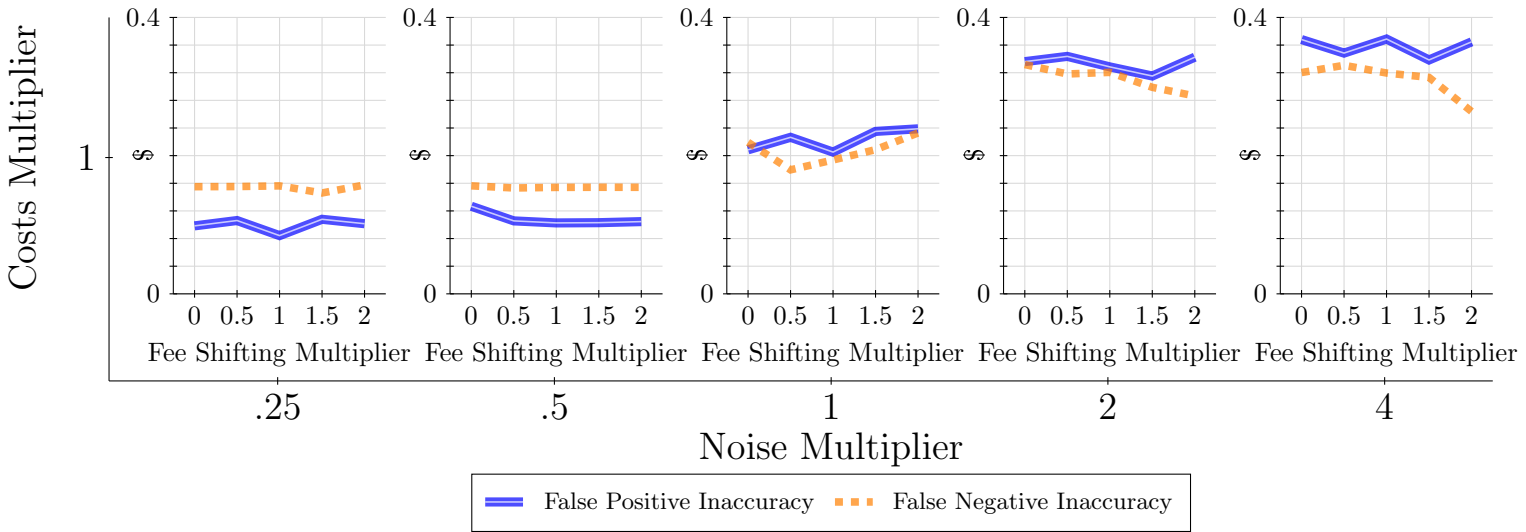 Costs Multiplier
1
0.4 0.4 0.4 0.4 0.4
$ $ $ $ $
0 0 0 0 0
0 0.5 1 1.5 2 0 0.5 1 1.5 2 0 0.5 1 1.5 2 0 0.5 1 1.5 2 0 0.5 1 1.5 2
Fee Shifting Multiplier Fee Shifting Multiplier Fee Shifting Multiplier Fee Shifting Multiplier Fee Shifting Multiplier
.25 .5 1 2 4
Noise Multiplier
False Positive Inaccuracy False Negative Inaccuracy